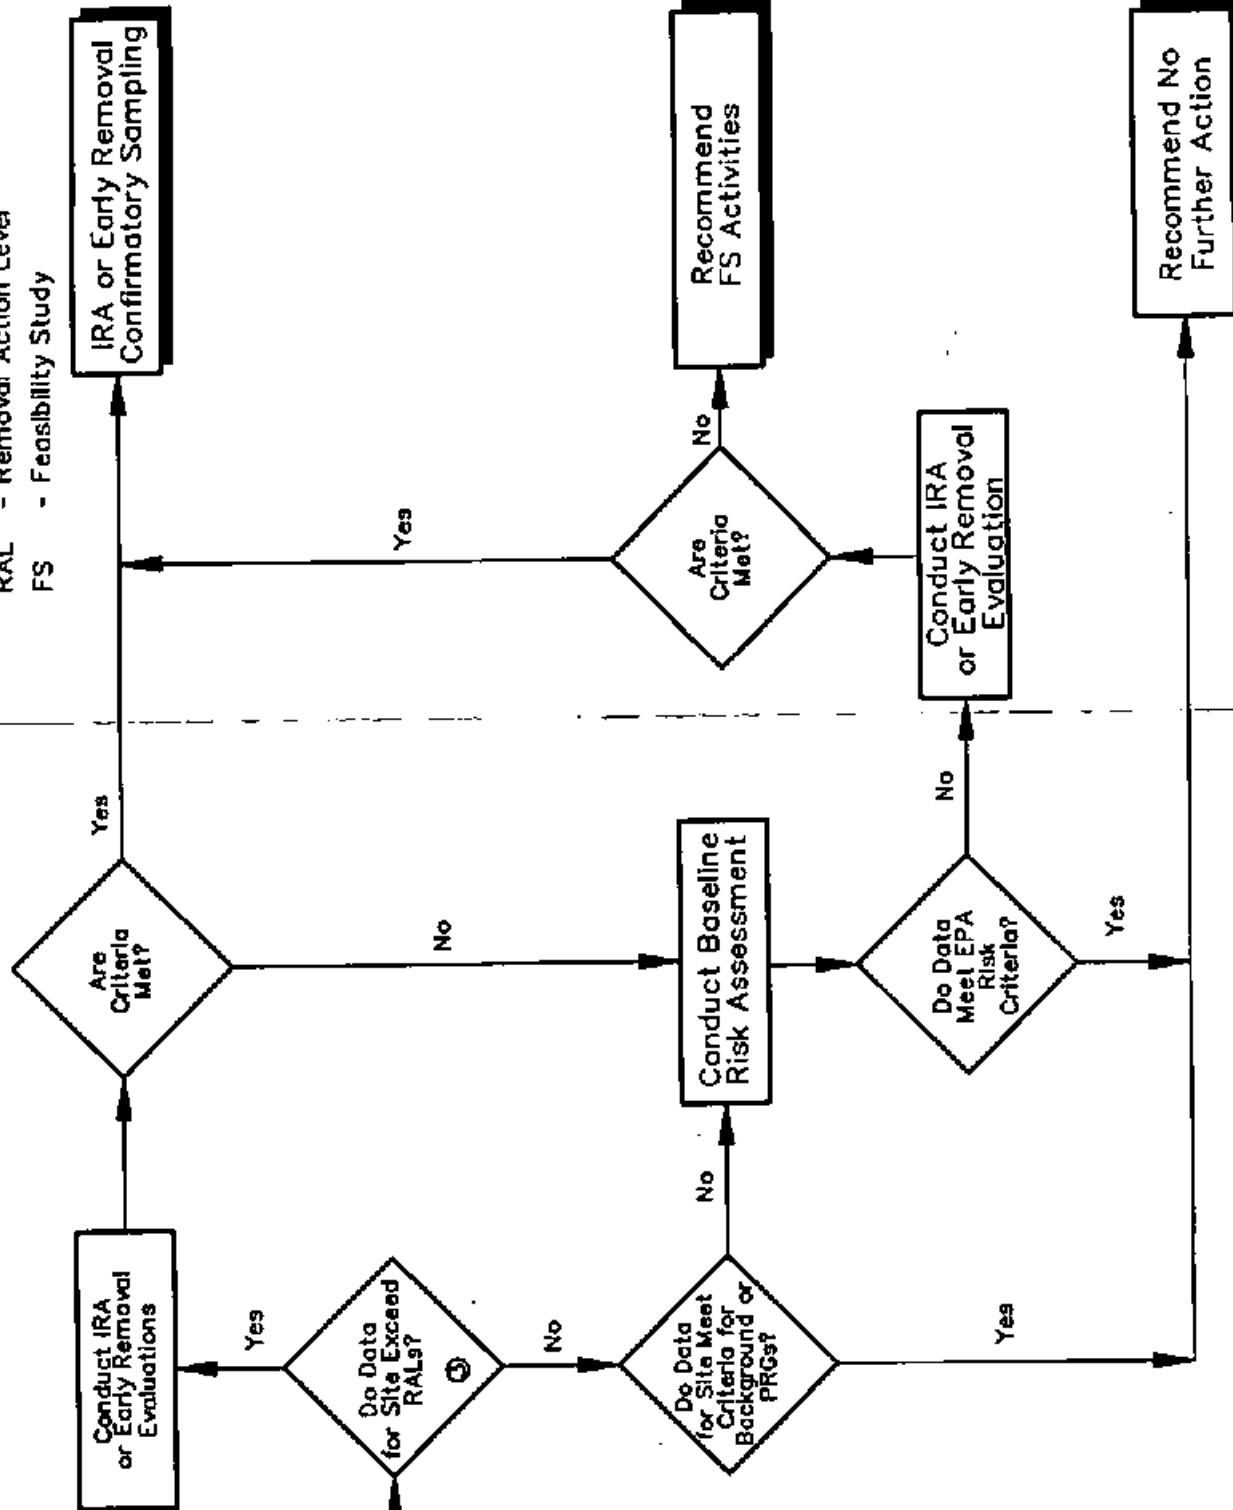 RAL - Removal Action Level
FS - Feasibility Study
Conduct IRA
or Early Removal
Evaluations
Are
Criteria
Met?
Yes
IRA or Early Removal
Confirmatory Sampling
Yes
Do Data
for Site Exceed
RALs?
No
No
Yes
Do Data
for Site Meet
Criteria for
Background or
PRGs?
No
Conduct Baseline
Risk Assessment
Are
Criteria
Met?
No
Recommend
FS Activities
Yes
Do Data
Meet EPA
Risk
Criteria?
No
Conduct IRA
or Early Removal
Evaluation
Yes
Recommend No
Further Action